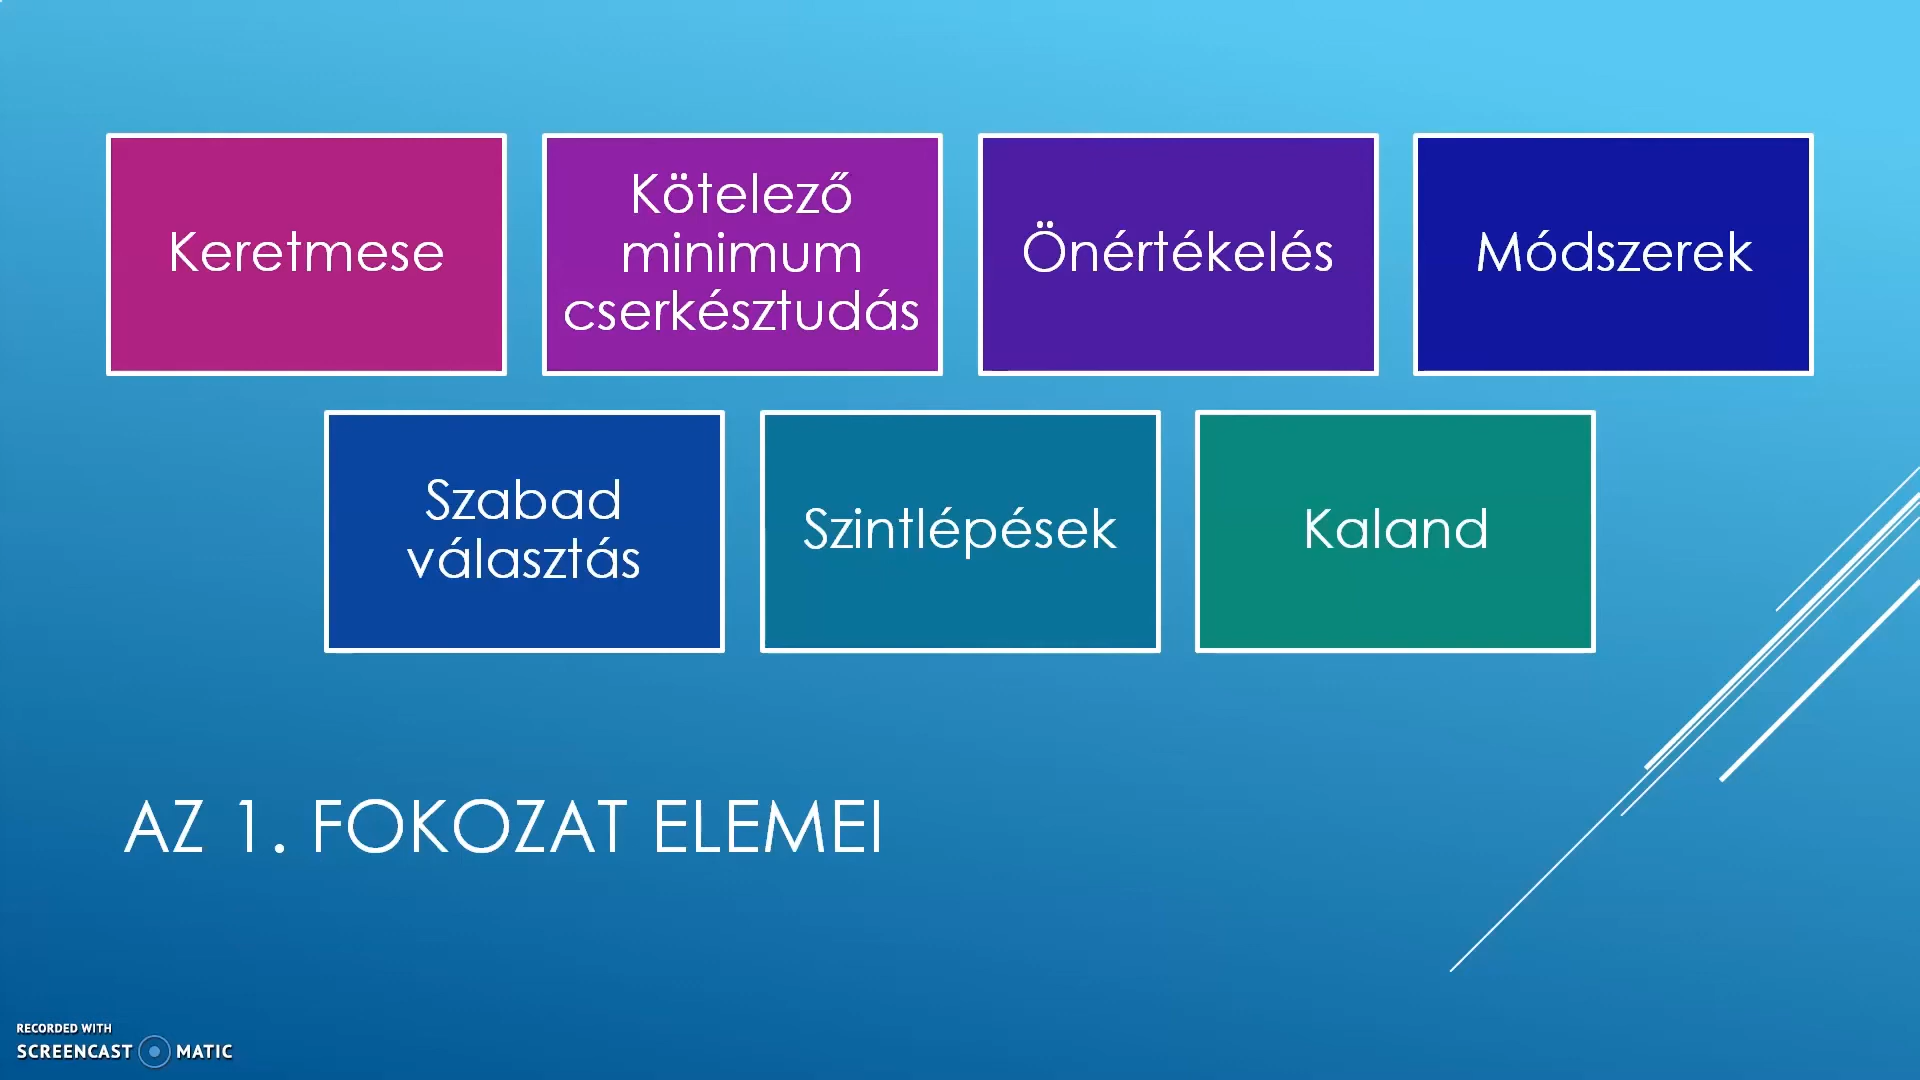 Keretmese
Kötelező
minimum
cserkésztudás
Önértékelés
Módszerek
Szabad
választás
Szintlépések
Kaland
AZ 1. FOKOZAT ELEMEI
RECORDED WITH
SCREENCAST MATIC